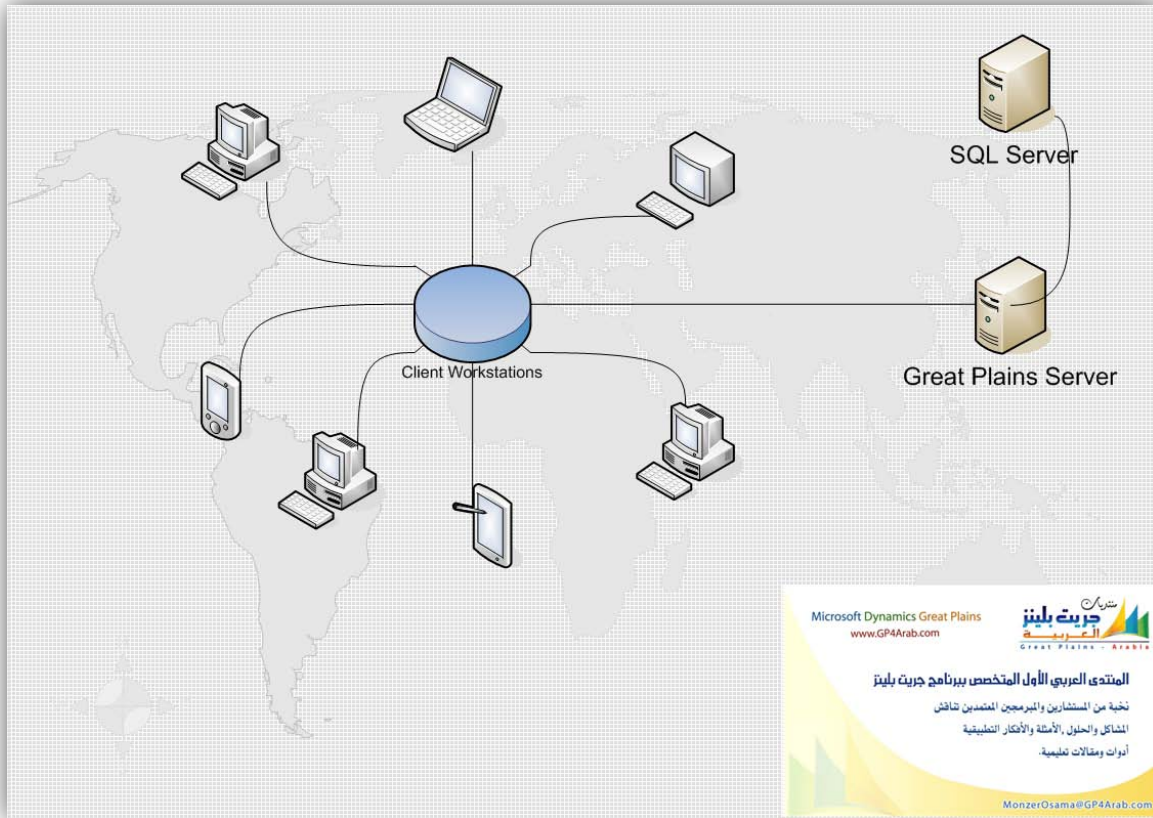 SQL Server
Great Plains Server
Client Workstations
Microsoft Dynamics Great Plains
www.GP4Arab.com
منتديات
جريت بلينز
العربية
Great Plains - Arabia
المنتدى العربي الأول المتخصص ببرنامج جريت بلينز
نخبة من المستشارين والمبرمجين المعتمدين تناقش
المشاكل والحلول ,الأمثلة والأفكار التطبيقية
أدوات ومقالات تعليمية.
MonzerOsama@GP4Arab.com